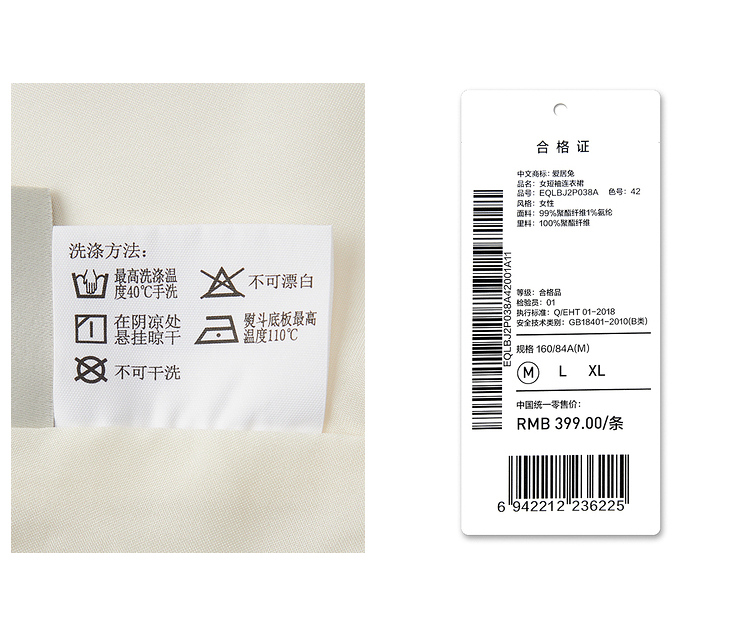 洗涤方法：
最高洗涤温
度40℃手洗
不可漂白
在阴凉处
悬挂晾干
熨斗底板最高
温度110℃
不可干洗
合格证
中文商标：爱居兔
品名：女短袖连衣裙
品号：EQLBJ2P038A 色号：42
风格：女性
面料：99%聚酯纤维1%氨纶
里料：100%聚酯纤维
EQLBJ2P038A42001A11
等级：合格品
检验员：01
执行标准：Q/EHT 01-2018
安全技术类别：GB18401-2010(B类)
规格 160/84A(M)
M L XL
中国统一零售价：
RMB 399.00/条
6 942212 236225